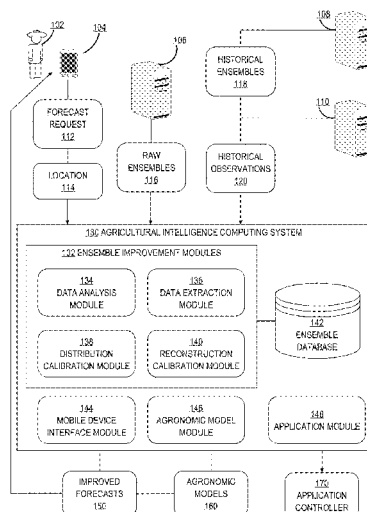 102
104
106
108
110
FORECAST
REQUEST
112
LOCATION
114
RAW
ENSEMBLES
116
HISTORICAL
ENSEMBLES
118
HISTORICAL
OBSERVATIONS
120
130 AGRICULTURAL INTELLIGENCE COMPUTING SYSTEM
132 ENSEMBLE IMPROVEMENT MODULES
134
DATA ANALYSIS
MODULE
136
DATA EXTRACTION
MODULE
138
DISTRIBUTION
CALIBRATION MODULE
140
RECONSTRUCTION
CALIBRATION MODULE
142
ENSEMBLE
DATABASE
144
MOBILE DEVICE
INTERFACE MODULE
146
AGRONOMIC MODEL
MODULE
148
APPLICATION MODULE
IMPROVED
FORECASTS
150
AGRONOMIC
MODELS
160
170
APPLICATION
CONTROLLER